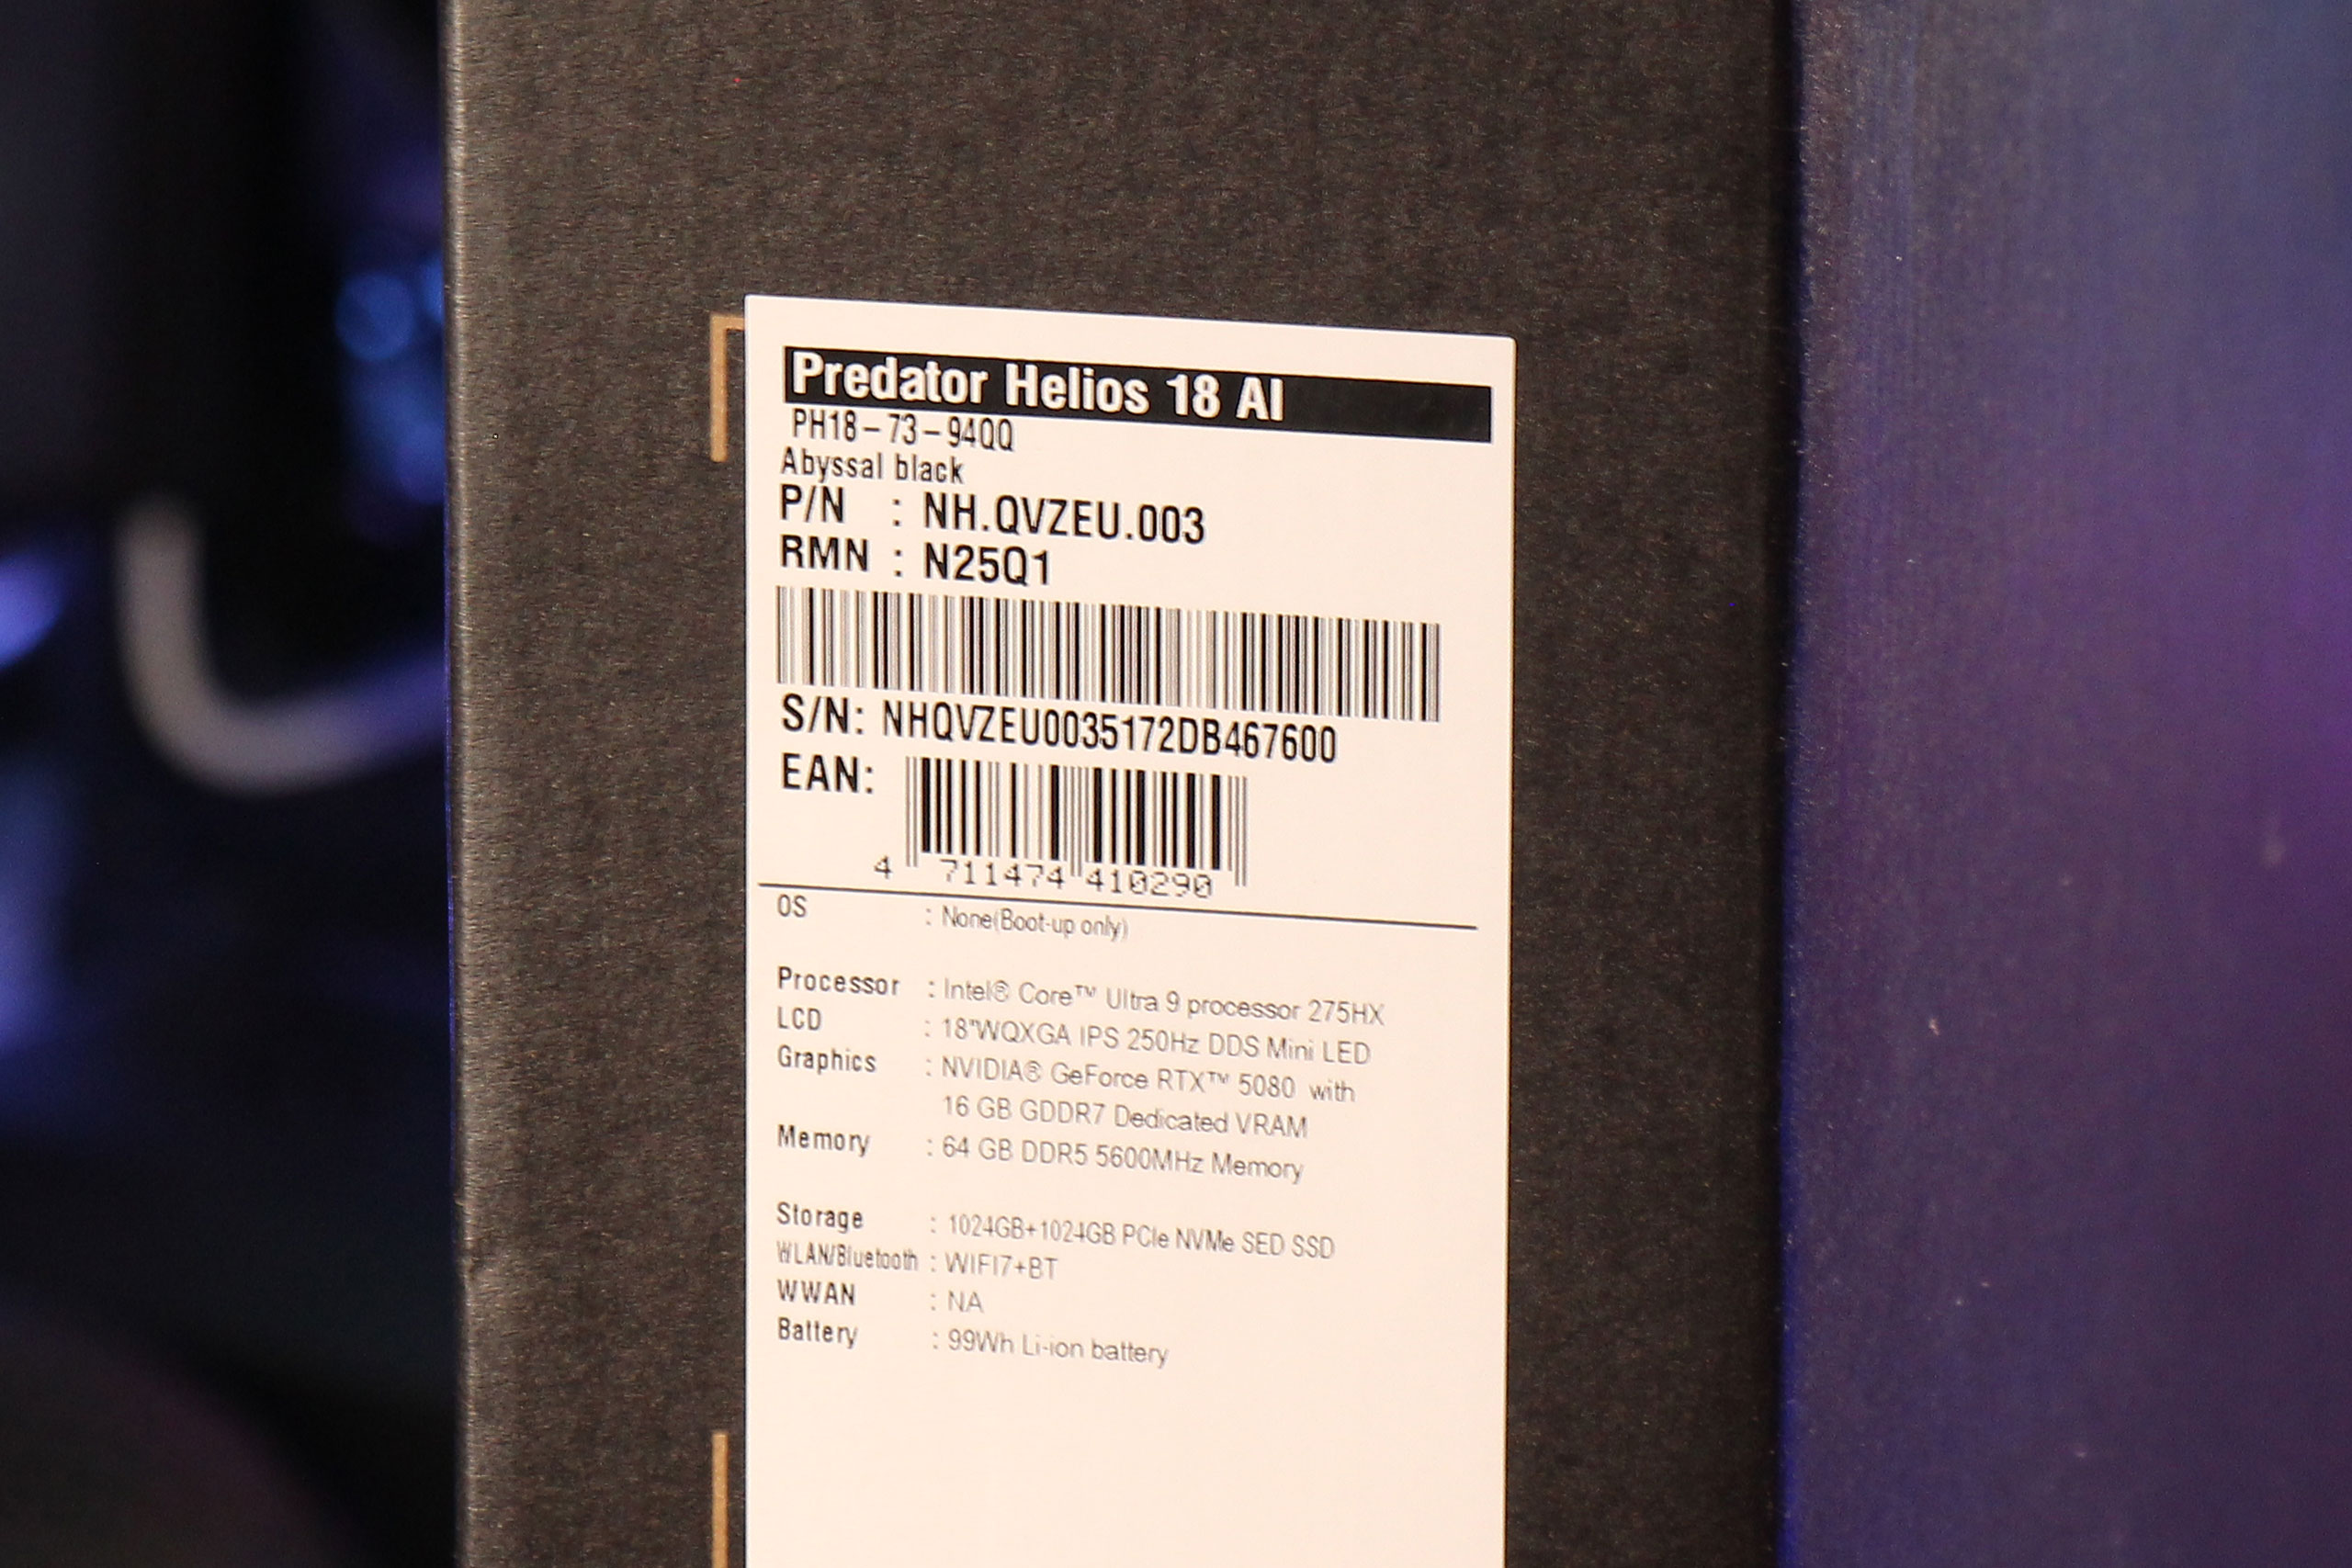 Predator Helios 18 AI
PH18-73-94QQ
Abyssal black
P/N : NH.QVZEU.003
RMN : N25Q1
S/N: NHQVZEU0035172DB467600
EAN:
4 711474 410290
OS : None(Boot-up only)
Processor : Intel® Core™ Ultra 9 processor 275HX
LCD : 18"WQXGA IPS 250Hz DDS Mini LED
Graphics : NVIDIA® GeForce RTX™ 5080 with
16 GB GDDR7 Dedicated VRAM
Memory : 64 GB DDR5 5600MHz Memory
Storage : 1024GB+1024GB PCIe NVMe SED SSD
WLAN/Bluetooth : WIFI7+BT
WWAN : NA
Battery : 99Wh Li-ion battery